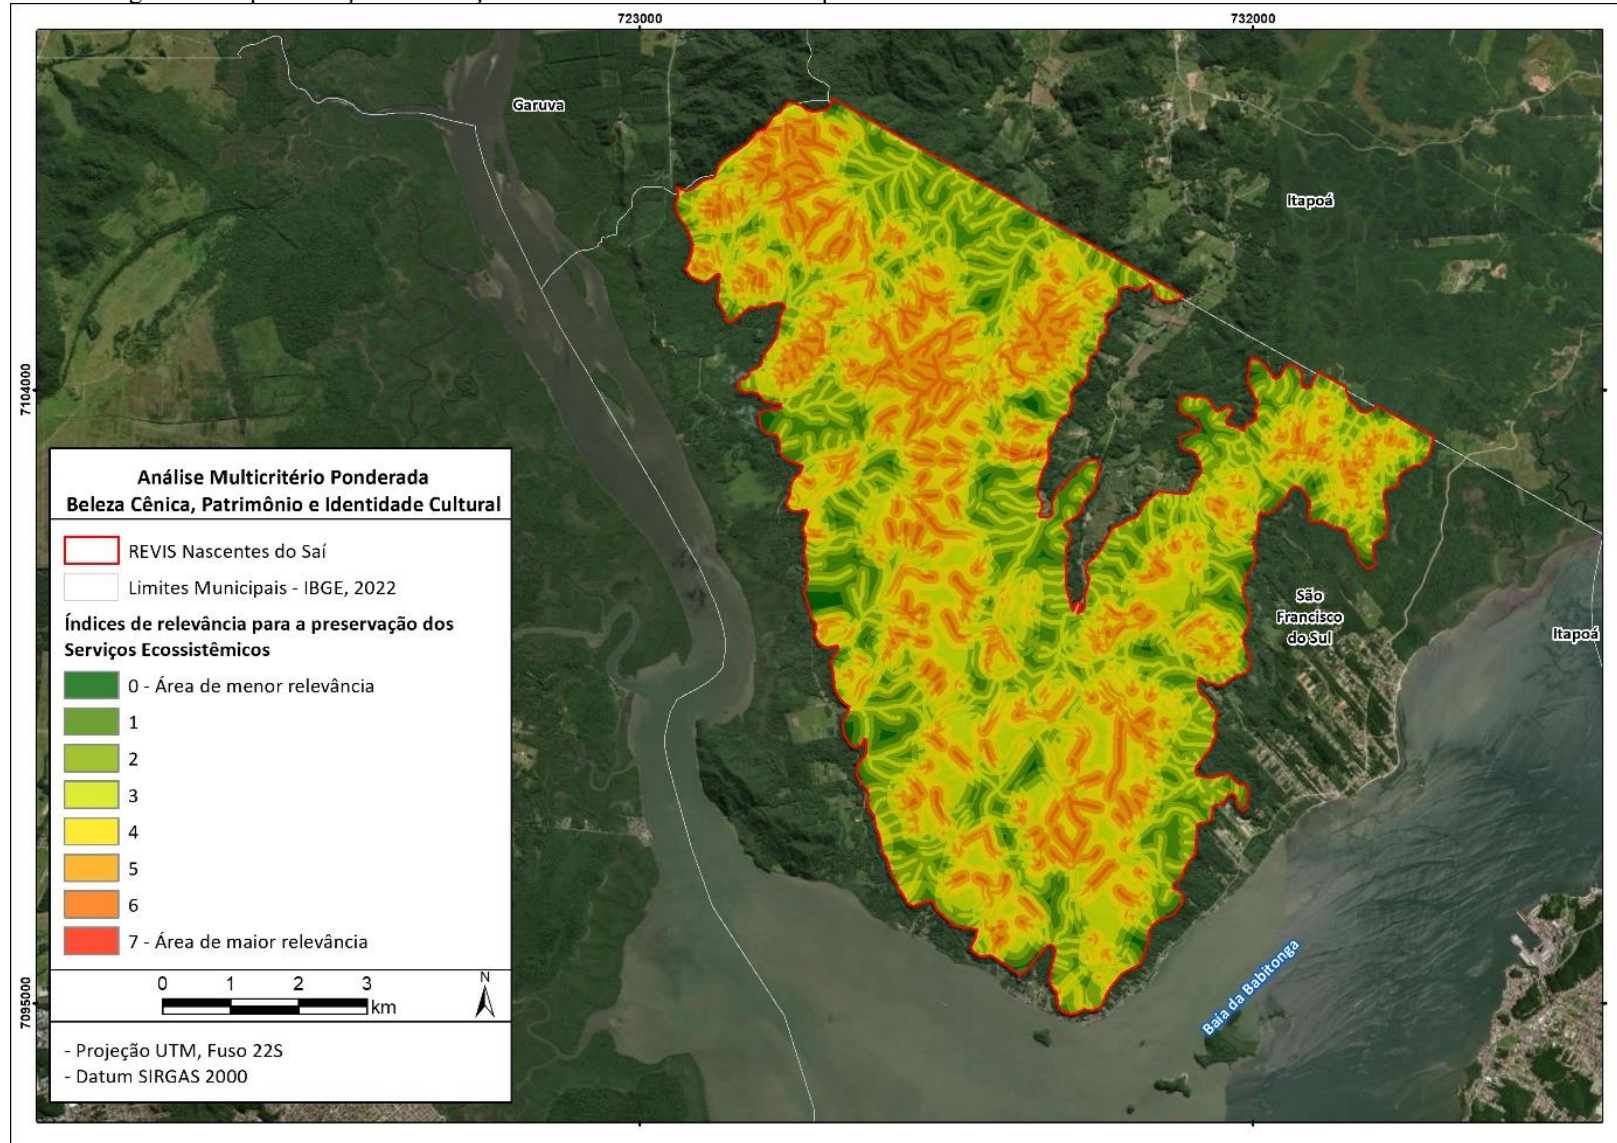 723000
732000
Garuva
Itapoá
7104000
São
Francisco
do Sul
Itapoá
7095000
Baía da Babitonga
Análise Multicritério Ponderada
Beleza Cênica, Patrimônio e Identidade Cultural
REVIS Nascentes do Saí
Limites Municipais - IBGE, 2022
Índices de relevância para a preservação dos
Serviços Ecossistêmicos
0 - Área de menor relevância
1
2
3
4
5
6
7 - Área de maior relevância
0 1 2 3
km
N
- Projeção UTM, Fuso 22S
- Datum SIRGAS 2000